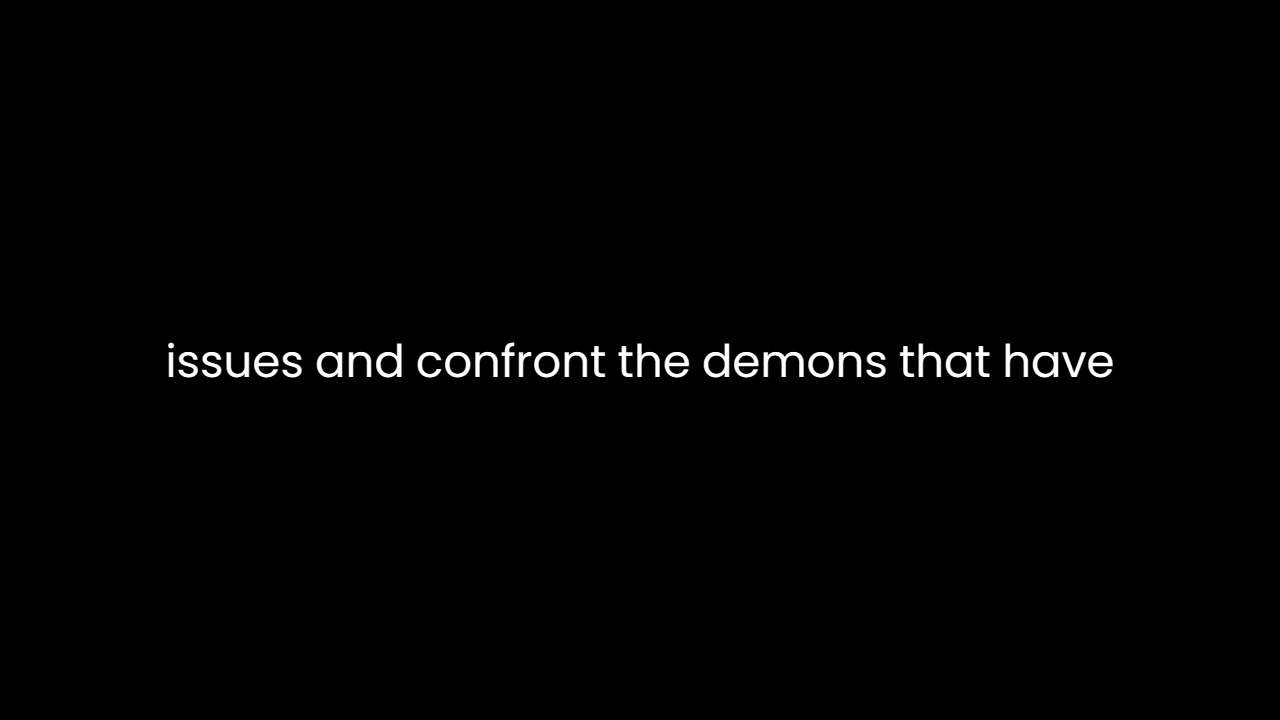 issues and confront the demons that have